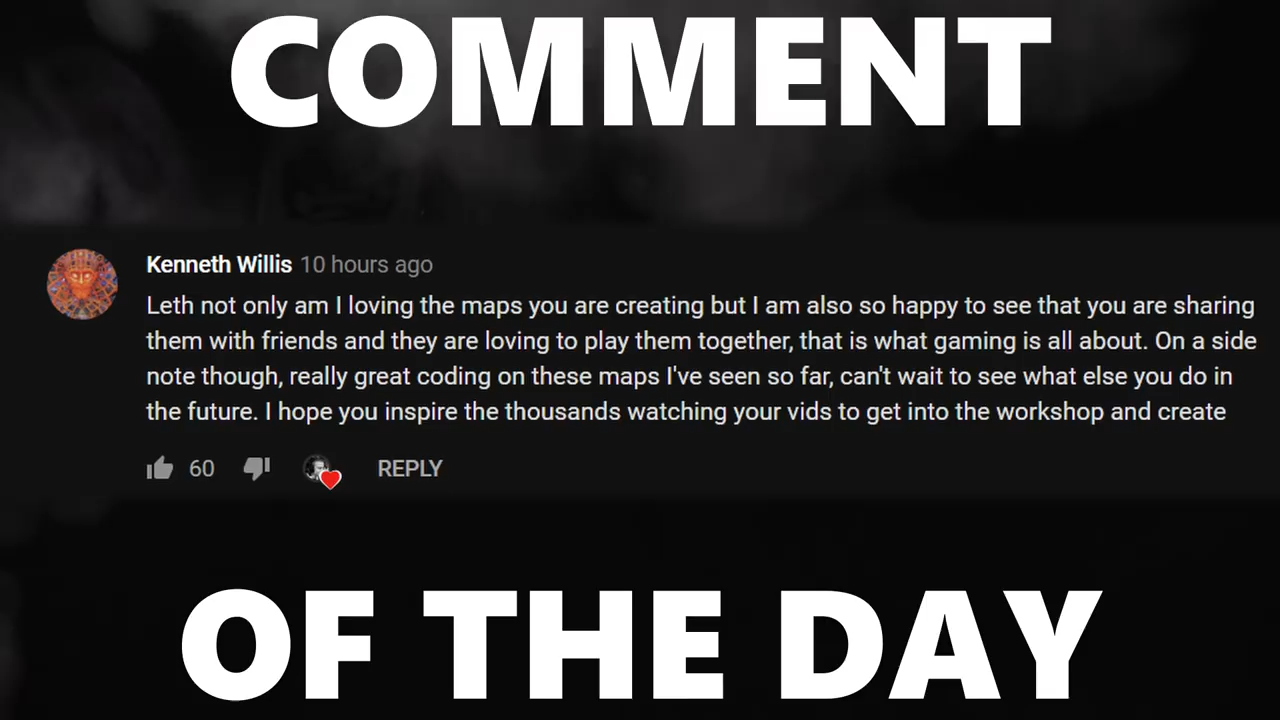 COMMENT
Kenneth Willis 10 hours ago
Leth not only am I loving the maps you are creating but I am also so happy to see that you are sharing
them with friends and they are loving to play them together, that is what gaming is all about. On a side
note though, really great coding on these maps I've seen so far, can't wait to see what else you do in
the future. I hope you inspire the thousands watching your vids to get into the workshop and create
60 REPLY
OF THE DAY